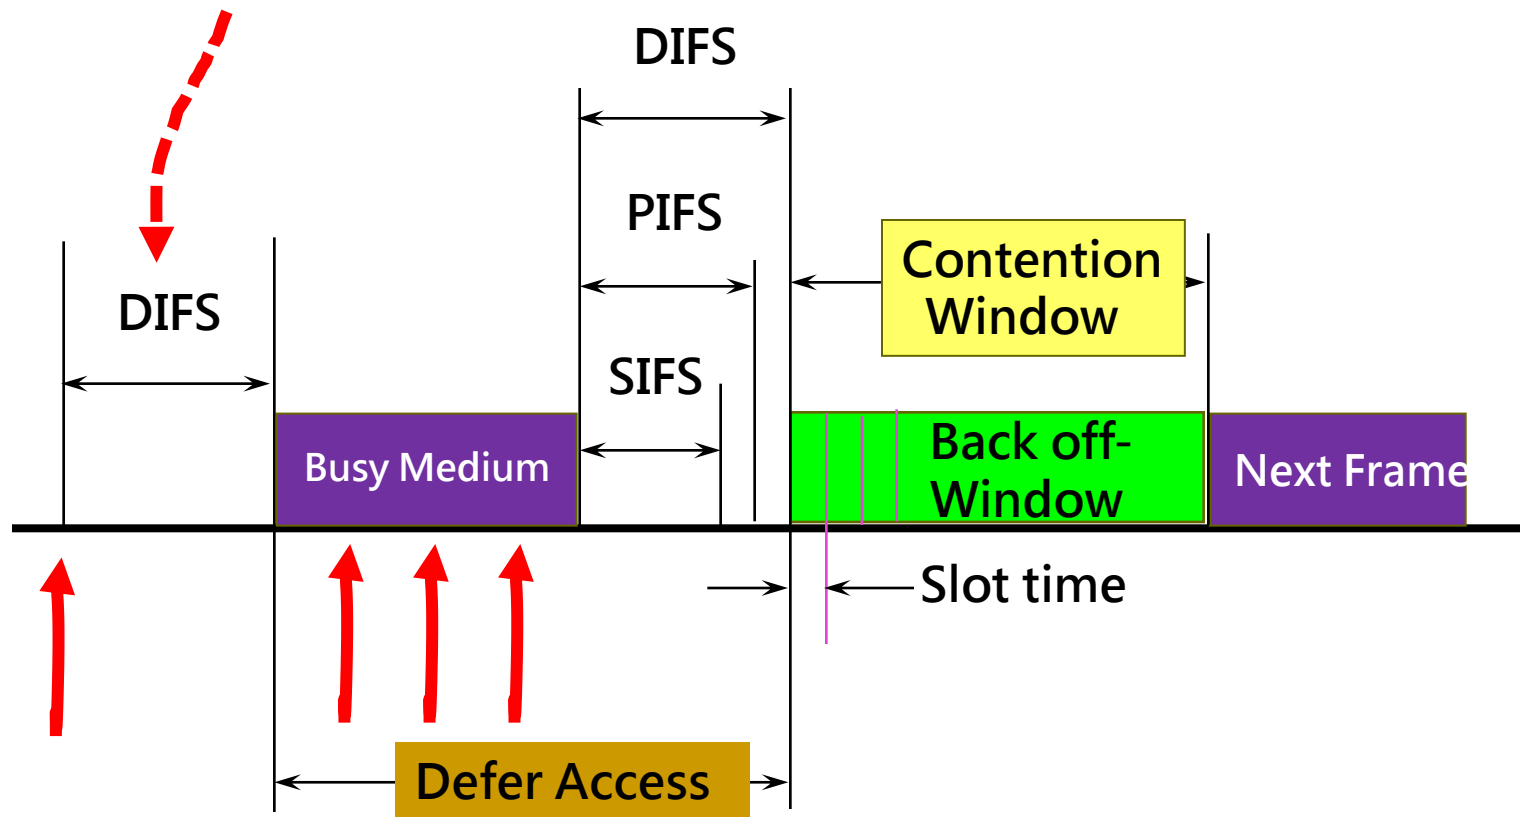 DIFS
PIFS
Contention
Window
DIFS
SIFS
Busy Medium
Back off-
Window
Next Frame
Slot time
Defer Access